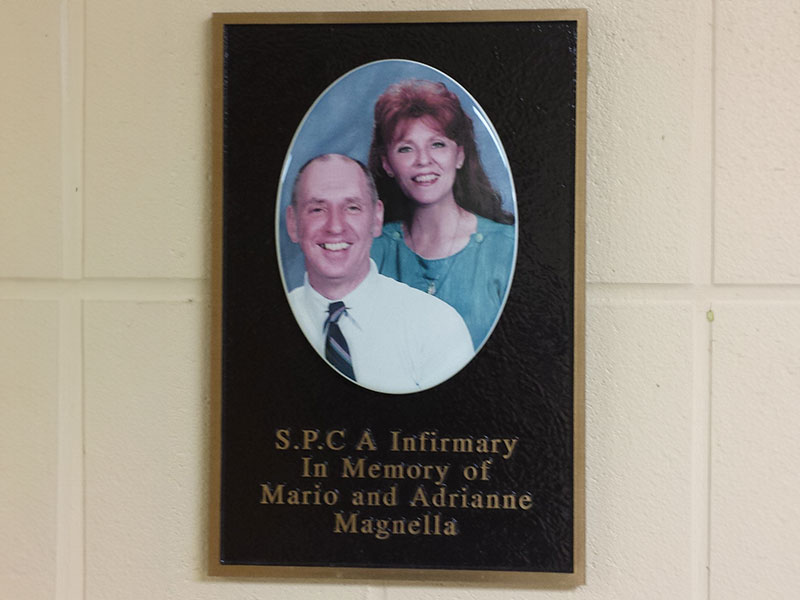 S.P.C A Infirmary
In Memory of
Mario and Adrianne
Magnella